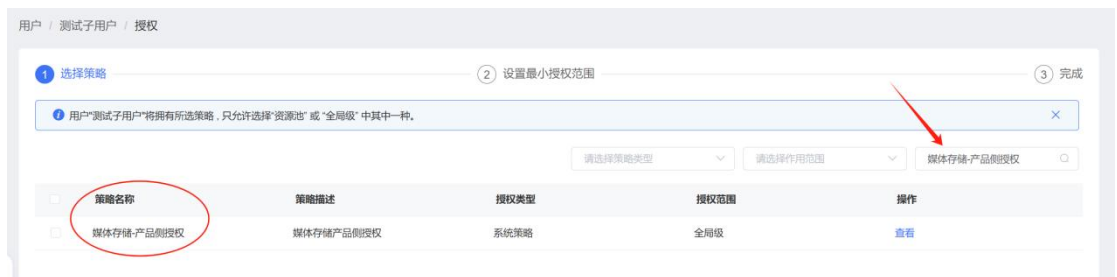 用户 / 测试子用户 / 授权
1 选择策略 2 设置最小授权范围 3 完成
用户"测试子用户"将拥有所选策略，只允许选择"资源池" 或 "全局级" 中其中一种。
请选择策略类型 请选择作用范围 媒体存储-产品侧授权
策略名称 策略描述 授权类型 授权范围 操作
媒体存储-产品侧授权 媒体存储产品侧授权 系统策略 全局级 查看